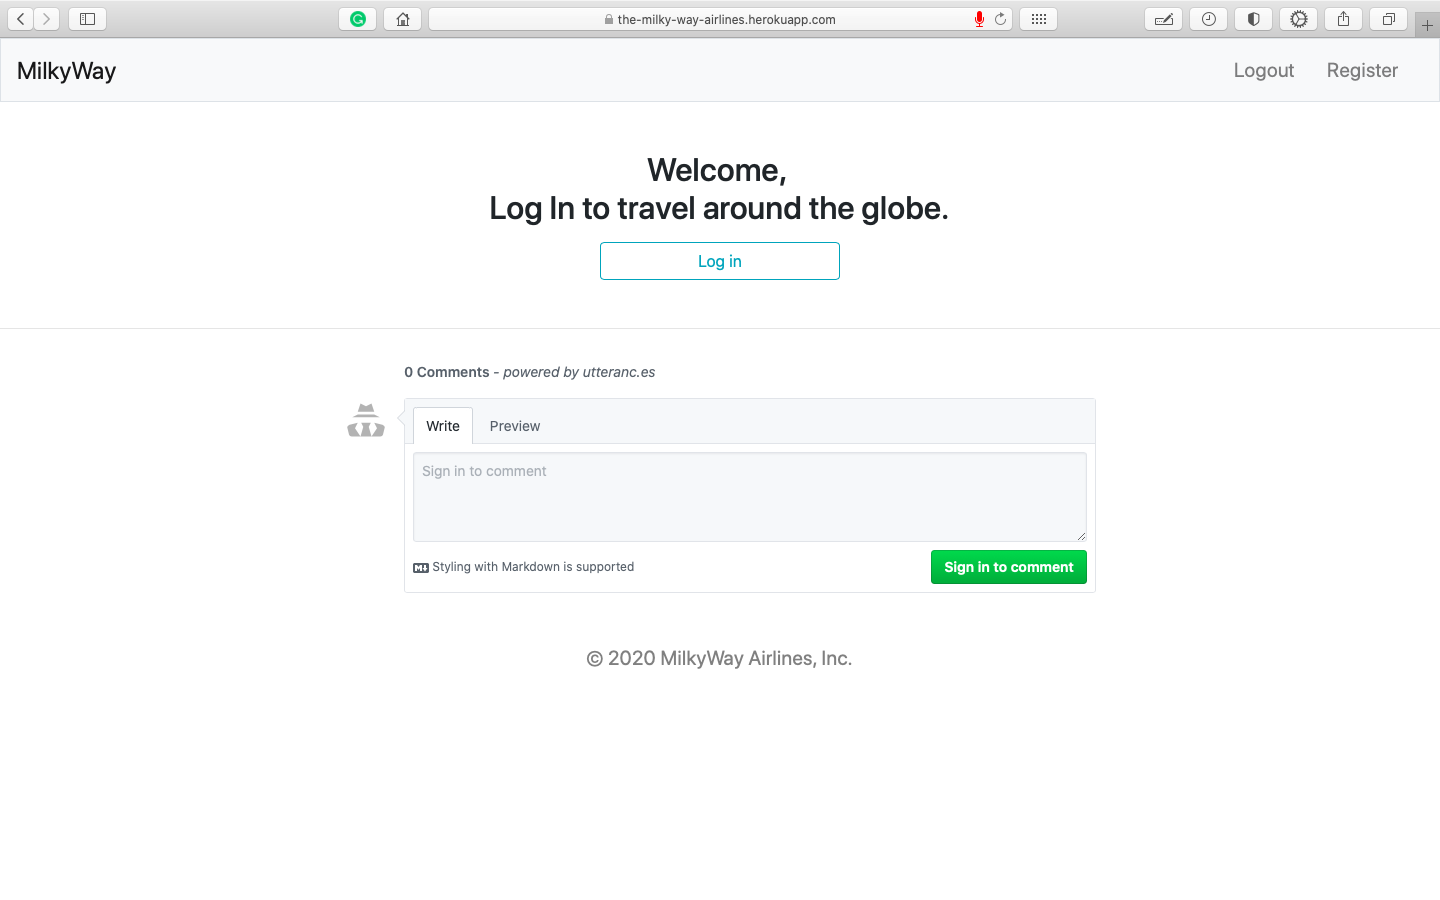 the-milky-way-airlines.herokuapp.com
MilkyWay
Logout
Register
Welcome,
Log In to travel around the globe.
Log in
0 Comments - powered by utteranc.es
Write
Preview
Sign in to comment
Styling with Markdown is supported
Sign in to comment
© 2020 MilkyWay Airlines, Inc.